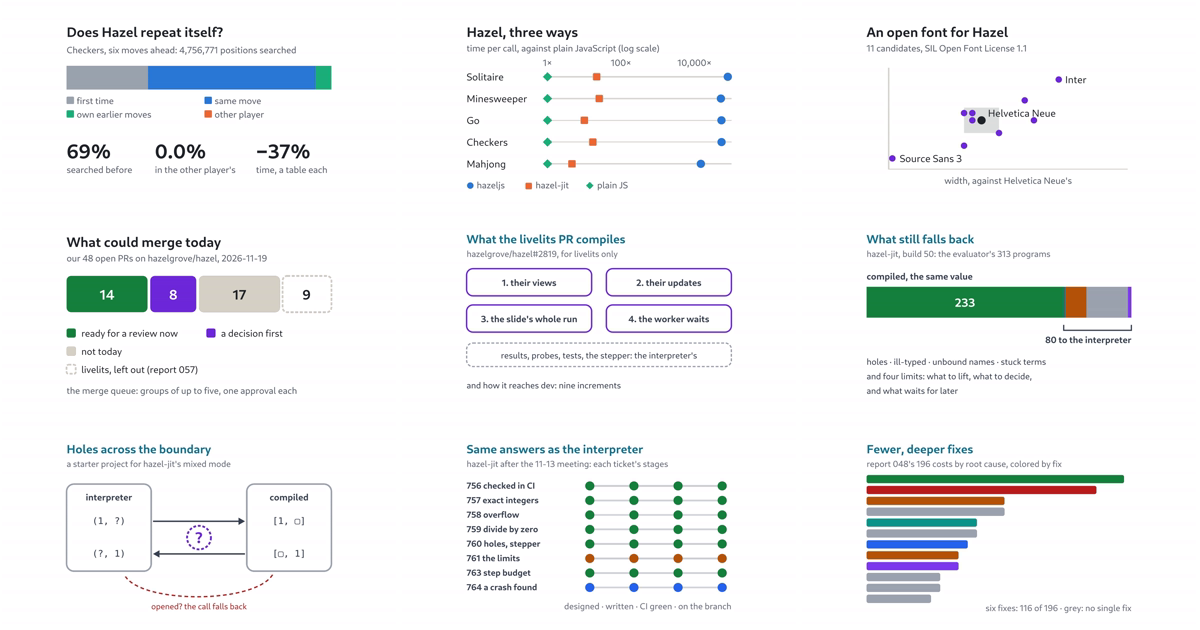 Does Hazel repeat itself?
Checkers, six moves ahead: 4,756,771 positions searched
first time
same move
own earlier moves
other player
69%
0.0%
−37%
searched before
in the other player's
time, a table each
Hazel, three ways
time per call, against plain JavaScript (log scale)
1×
100×
10,000×
Solitaire
Minesweeper
Go
Checkers
Mahjong
hazeljs
hazel-jit
plain JS
An open font for Hazel
11 candidates, SIL Open Font License 1.1
Inter
Helvetica Neue
Source Sans 3
width, against Helvetica Neue's
What could merge today
our 48 open PRs on hazelgrove/hazel, 2026-11-19
14
8
17
9
ready for a review now
a decision first
not today
livelits, left out (report 057)
the merge queue: groups of up to five, one approval each
What the livelits PR compiles
hazelgrove/hazel#2819, for livelits only
1. their views
2. their updates
3. the slide's whole run
4. the worker waits
results, probes, tests, the stepper: the interpreter's
and how it reaches dev: nine increments
What still falls back
hazel-jit, build 50: the evaluator's 313 programs
compiled, the same value
233
80 to the interpreter
holes · ill-typed · unbound names · stuck terms
and four limits: what to lift, what to decide,
and what waits for later
Holes across the boundary
a starter project for hazel-jit's mixed mode
interpreter
compiled
(1, ?)
[1, ▢]
?
(?, 1)
[▢, 1]
opened? the call falls back
Same answers as the interpreter
hazel-jit after the 11-13 meeting: each ticket's stages
756 checked in CI
757 exact integers
758 overflow
759 divide by zero
760 holes, stepper
761 the limits
763 step budget
764 a crash found
designed · written · CI green · on the branch
Fewer, deeper fixes
report 048's 196 costs by root cause, colored by fix
six fixes: 116 of 196 · grey: no single fix